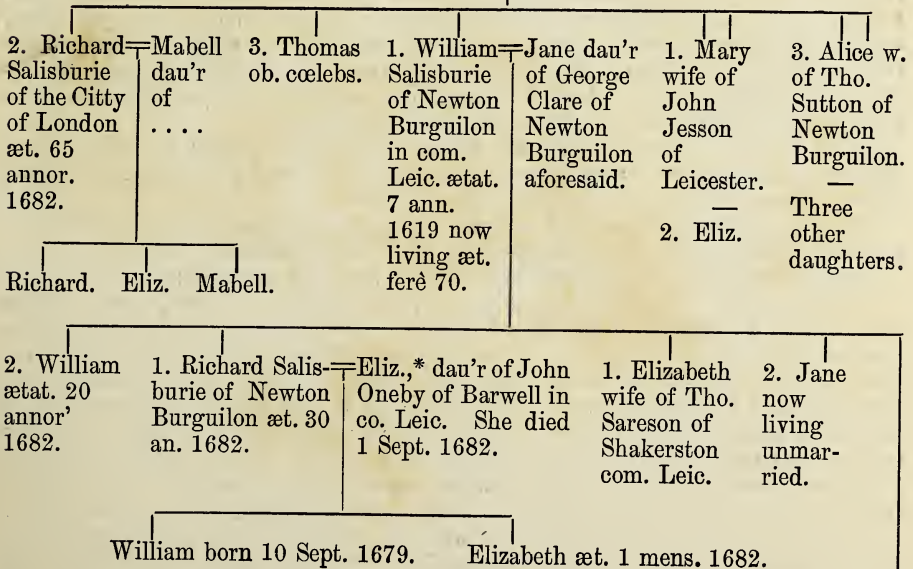 2. Richard=Mabell
Salisburie dau'r
of the Citty of
of London . . . .
æt. 65
annor.
1682.
3. Thomas
ob. cœlebs.
1. William=Jane dau'r
Salisburie of George
of Newton Clare of
Burguilon Newton
in com. Burguilon
Leic. ætat. aforesaid.
7 ann.
1619 now
living æt.
ferê 70.
1. Mary
wife of
John
Jesson
of
Leicester.
—
2. Eliz.
3. Alice w.
of Tho.
Sutton of
Newton
Burguilon.
—
Three
other
daughters.
Richard. Eliz. Mabell.
2. William
ætat. 20
annor'
1682.
1. Richard Salis-=Eliz.,* dau'r of John
burie of Newton Oneby of Barwell in
Burguilon æt. 30 co. Leic. She died
an. 1682. 1 Sept. 1682.
1. Elizabeth
wife of Tho.
Sareson of
Shakerston
com. Leic.
2. Jane
now
living
unmar-
ried.
William born 10 Sept. 1679. Elizabeth æt. 1 mens. 1682.